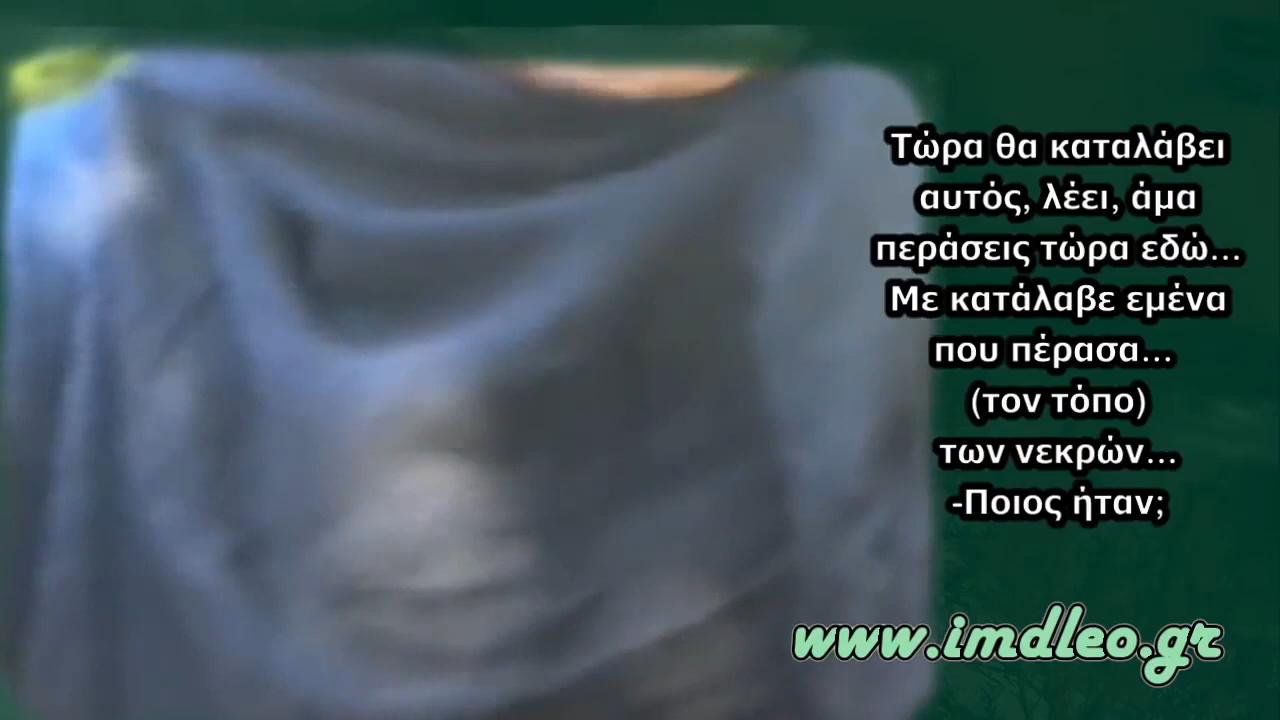 Τώρα θα καταλάβει
αυτός, λέει, άμα
περάσεις τώρα εδώ...
Με κατάλαβε εμένα
που πέρασα...
(τον τόπο)
των νεκρών...
-Ποιος ήταν;
www.imdleo.gr